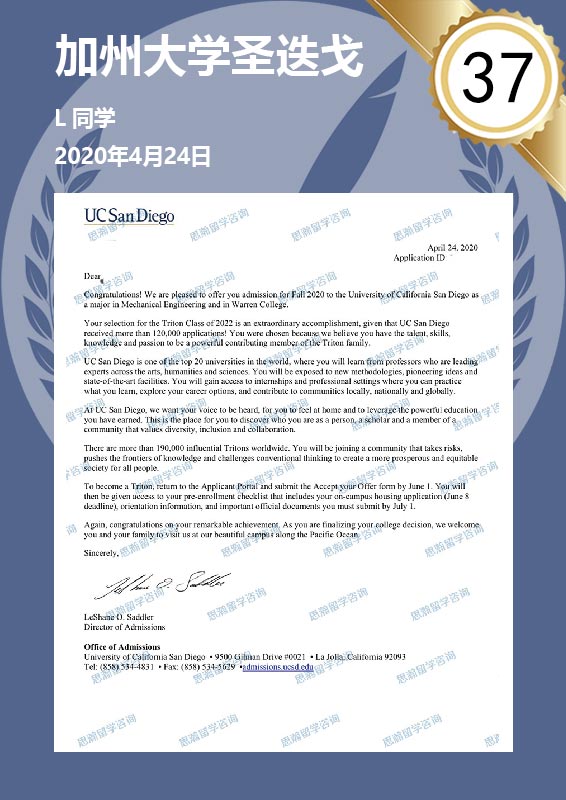 加州大学圣迭戈
37
L 同学
2020年4月24日
UC San Diego
April 24, 2020
Application ID
Dear
Congratulations! We are pleased to offer you admission for Fall 2020 to the University of California San Diego as
a major in Mechanical Engineering and in Warren College.
Your selection for the Triton Class of 2022 is an extraordinary accomplishment, given that UC San Diego
received more than 120,000 applications! You were chosen because we believe you have the talent, skills,
knowledge and passion to be a powerful contributing member of the Triton family.
UC San Diego is one of the top 20 universities in the world, where you will learn from professors who are leading
experts across the arts, humanities and sciences. You will be exposed to new methodologies, pioneering ideas and
state-of-the-art facilities. You will gain access to internships and professional settings where you can practice
what you learn, explore your career options, and contribute to communities locally, nationally and globally.
At UC San Diego, we want your voice to be heard, for you to feel at home and to leverage the powerful education
you have earned. This is the place for you to discover who you are as a person, a scholar and a member of a
community that values diversity, inclusion and collaboration.
There are more than 190,000 influential Tritons worldwide. You will be joining a community that takes risks,
pushes the frontiers of knowledge and challenges conventional thinking to create a more prosperous and equitable
society for all people.
To become a Triton, return to the Applicant Portal and submit the Accept your Offer form by June 1. You will
then be given access to your pre-enrollment checklist that includes your on-campus housing application (June 8
deadline), orientation information, and important official documents you must submit by July 1.
Again, congratulations on your remarkable achievement. As you are finalizing your college decision, we welcome
you and your family to visit us at our beautiful campus along the Pacific Ocean.
Sincerely,
LeShane O. Saddler
LeShane O. Saddler
Director of Admissions
Office of Admissions
University of California San Diego • 9500 Gilman Drive #0021 • La Jolla, California 92093
Tel: (858) 534-4831 • Fax: (858) 534-5629 •admissions.ucsd.edu
思瀚留学咨询